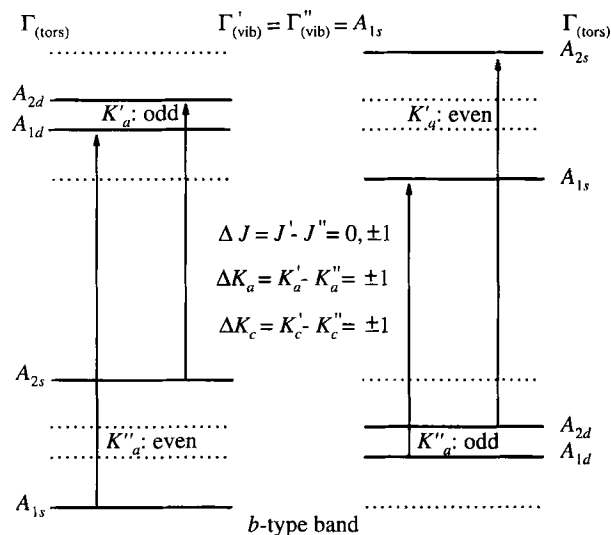 Γ(tors)
Γ'(vib) = Γ''(vib) = A1s
Γ(tors)
A2s
A2d
K'a: odd
A1d
K'a: even
A1s
Δ J = J' - J'' = 0, ±1
ΔKa = K'a - K''a = ±1
ΔKc = K'c - K''c = ±1
A2s
A2d
K''a: even
K''a: odd
A1d
A1s
b-type band